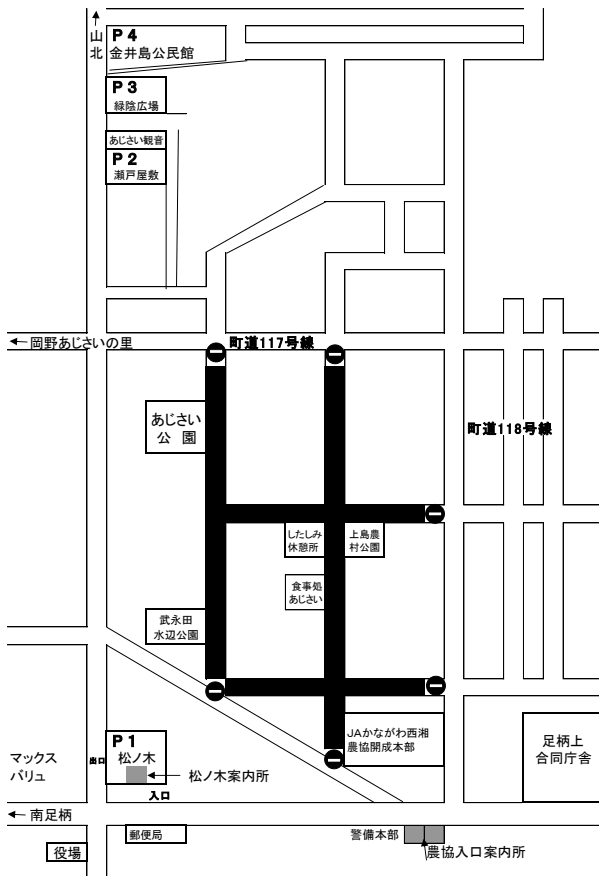 山北
P 4
金井島公民館
P 3
緑陰広場
あじさい観音
P 2
瀬戸屋敷
岡野あじさいの里
町道117号線
町道118号線
あじさい
公 園
したしみ
休憩所
上島農
村公園
食事処
あじさい
武永田
水辺公園
JAかながわ西湘
農協開成本部
足柄上
合同庁舎
マックス
バリュ
P 1
松ノ木
出口
松ノ木案内所
入口
南足柄
郵便局
役場
警備本部
農協入口案内所